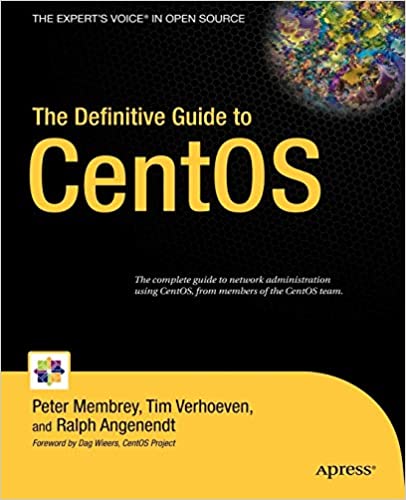 THE EXPERT'S VOICE® IN OPEN SOURCE
The Definitive Guide to
CentOS
The complete guide to network administration
using CentOS, from members of the CentOS team.
Peter Membrey, Tim Verhoeven,
and Ralph Angenendt
Foreword by Dag Wieers, CentOS Project
Apress®